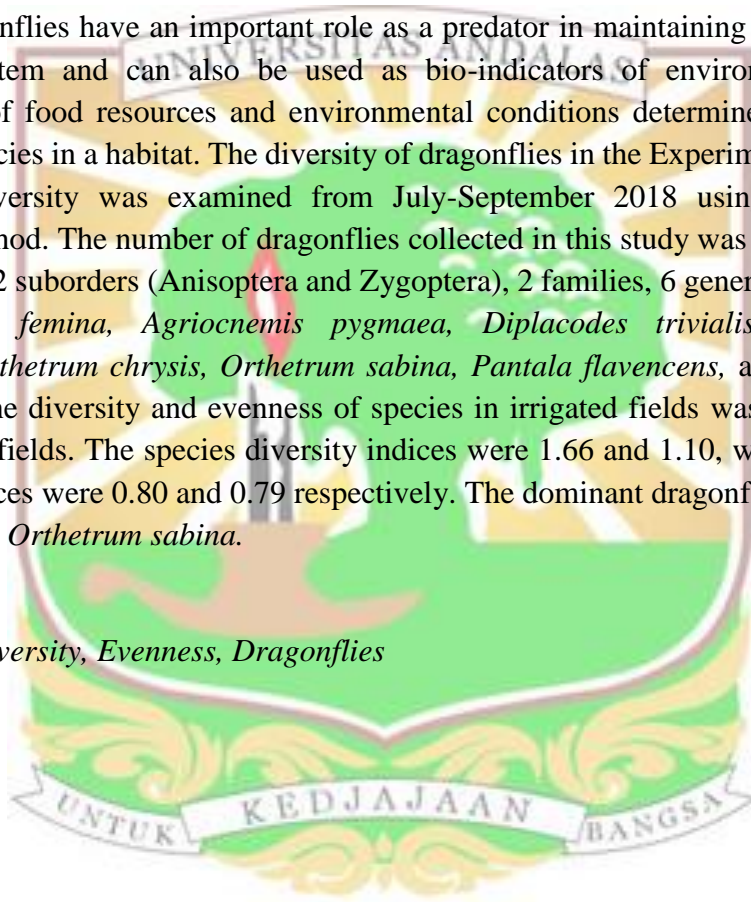 nflies have an important role as a predator in maintaining
UNIVERSITAS ANDALAS
tem and can also be used as bio-indicators of environ
of food resources and environmental conditions determine
cies in a habitat. The diversity of dragonflies in the Experim
versity was examined from July-September 2018 usin
nod. The number of dragonflies collected in this study was
2 suborders (Anisoptera and Zygoptera), 2 families, 6 gener
femina, Agriocnemis pygmaea, Diplacodes trivialis
thetrum chrysis, Orthetrum sabina, Pantala flavencens, a
ne diversity and evenness of species in irrigated fields was
fields. The species diversity indices were 1.66 and 1.10, w
ces were 0.80 and 0.79 respectively. The dominant dragonf
Orthetrum sabina.
versity, Evenness, Dragonflies
UNTUK KEDJAJAAN BANGSA